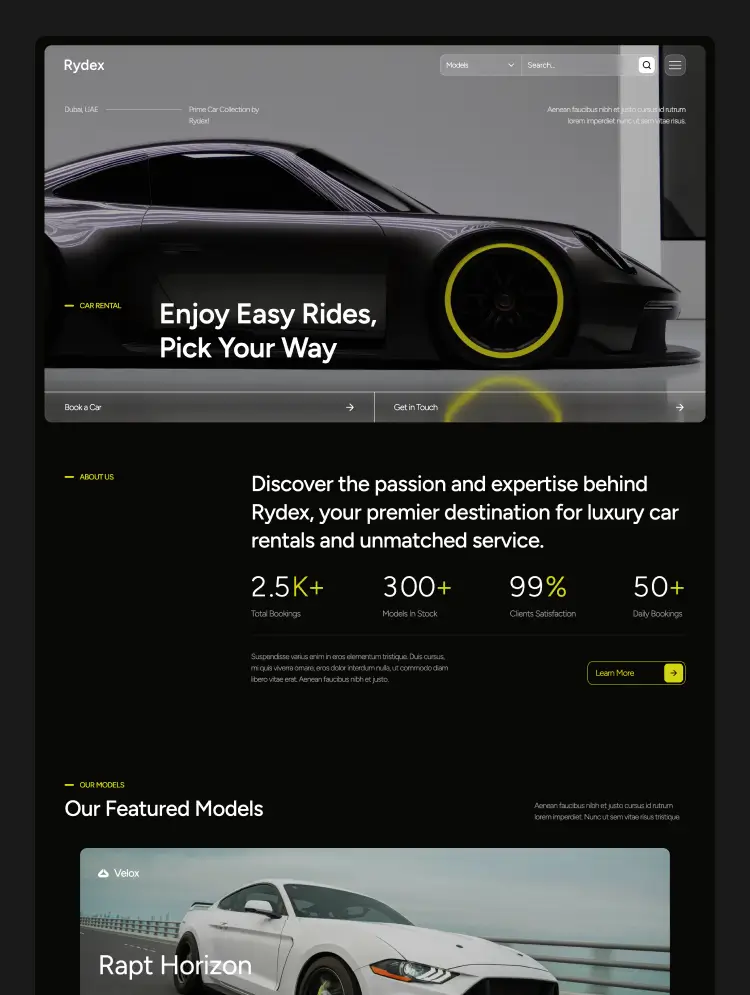 Rydex
Models
Search...
Dubai, UAE
Prime Car Collection by
Rydex!
Aenean faucibus nibh et justo cursus id rutrum
lorem imperdiet nunc ut sem vitae risus.
CAR RENTAL
Enjoy Easy Rides,
Pick Your Way
Book a Car
Get in Touch
ABOUT US
Discover the passion and expertise behind
Rydex, your premier destination for luxury car
rentals and unmatched service.
2.5K+
300+
99%
50+
Total Bookings
Models In Stock
Clients Satisfaction
Daily Bookings
Suspendisse varius enim in eros elementum tristique. Duis cursus,
mi quis viverra ornare, eros dolor interdum nulla, ut commodo diam
libero vitae erat. Aenean faucibus nibh et justo.
Learn More
OUR MODELS
Our Featured Models
Aenean faucibus nibh et justo cursus id rutrum
lorem imperdiet. Nunc ut sem vitae risus tristique
Velox
Rapt Horizon